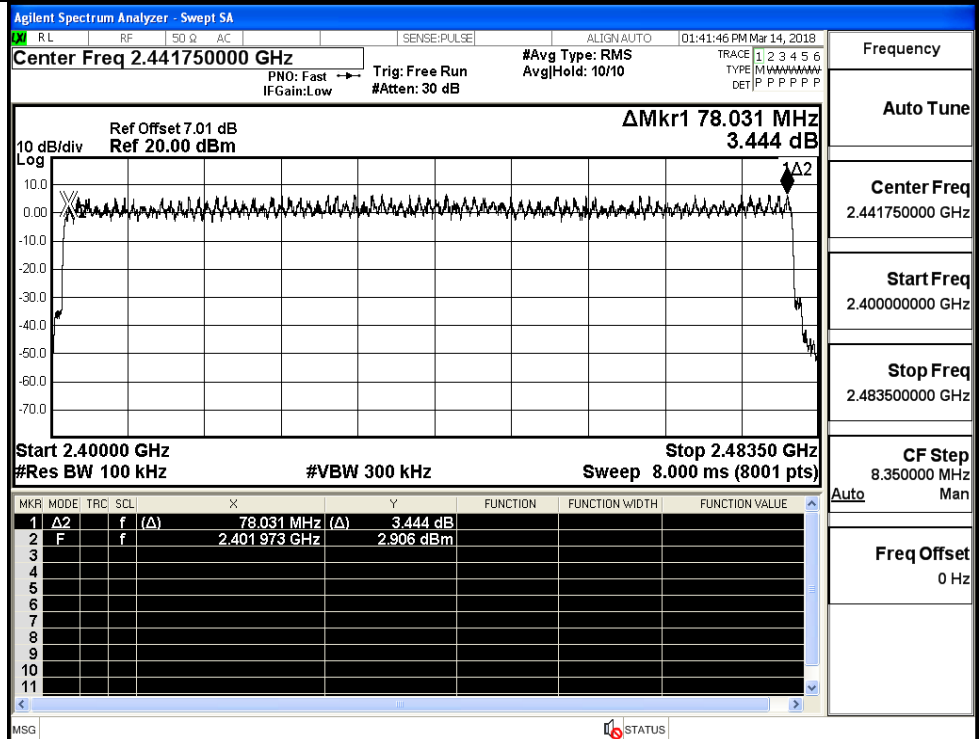 Agilent Spectrum Analyzer - Swept SA
LXI RL RF 50 Ω AC SENSE:PULSE ALIGN AUTO 01:41:46 PM Mar 14, 2018
Center Freq 2.441750000 GHz
PNO: Fast
IFGain:Low
Trig: Free Run
#Atten: 30 dB
#Avg Type: RMS
Avg|Hold: 10/10
TRACE 1 2 3 4 5 6
TYPE M WWWWW
DET P P P P P P
ΔMkr1 78.031 MHz
3.444 dB
Ref Offset 7.01 dB
10 dB/div Ref 20.00 dBm
Log
1Δ2
10.0
0.00
-10.0
-20.0
-30.0
-40.0
-50.0
-60.0
-70.0
Start 2.40000 GHz Stop 2.48350 GHz
#Res BW 100 kHz #VBW 300 kHz Sweep 8.000 ms (8001 pts)
MKR MODE TRC SCL X Y FUNCTION FUNCTION WIDTH FUNCTION VALUE
1 Δ2 f (Δ) 78.031 MHz (Δ) 3.444 dB
2 F f 2.401 973 GHz 2.906 dBm
3
4
5
6
7
8
9
10
11
MSG STATUS
Frequency
Auto Tune
Center Freq
2.441750000 GHz
Start Freq
2.400000000 GHz
Stop Freq
2.483500000 GHz
CF Step
8.350000 MHz
Auto Man
Freq Offset
0 Hz